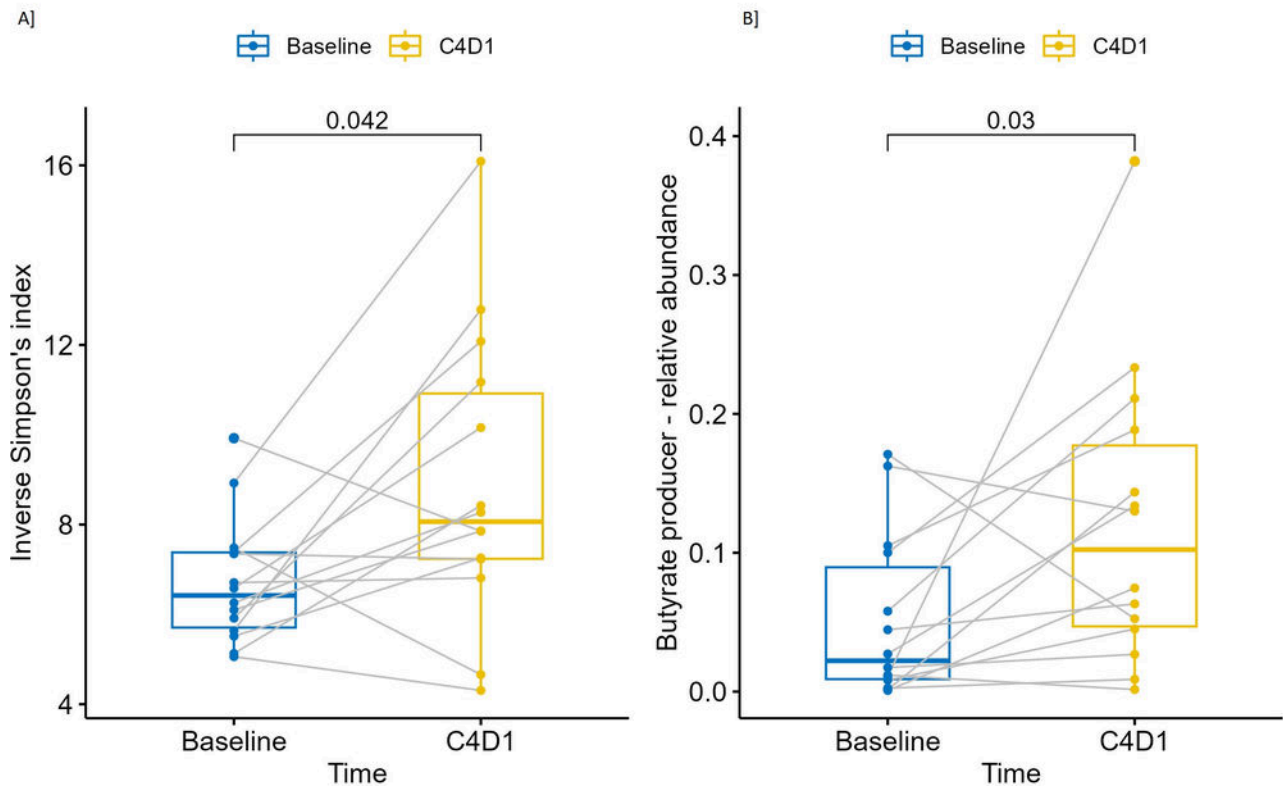 A]
Baseline C4D1
0.042
16
12
8
4
Inverse Simpson's index
Baseline C4D1
Time
B]
Baseline C4D1
0.03
0.4
0.3
0.2
0.1
0.0
Butyrate producer - relative abundance
Baseline C4D1
Time